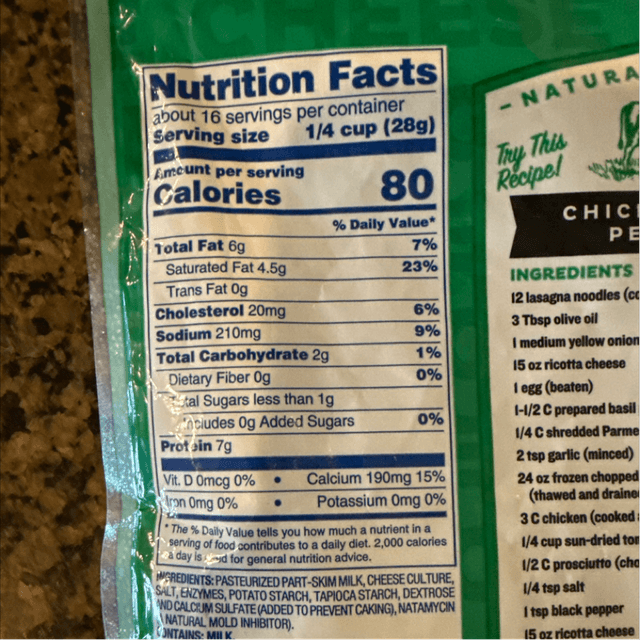 CHEESE
Nutrition Facts
about 16 servings per container
Serving size 1/4 cup (28g)
Amount per serving
Calories 80
% Daily Value*
Total Fat 6g 7%
Saturated Fat 4.5g 23%
Trans Fat 0g
Cholesterol 20mg 6%
Sodium 210mg 9%
Total Carbohydrate 2g 1%
Dietary Fiber 0g 0%
Total Sugars less than 1g
Includes 0g Added Sugars 0%
Protein 7g
Vit. D 0mcg 0% • Calcium 190mg 15%
Iron 0mg 0% • Potassium 0mg 0%
* The % Daily Value tells you how much a nutrient in a
serving of food contributes to a daily diet. 2,000 calories
a day is used for general nutrition advice.
INGREDIENTS: PASTEURIZED PART-SKIM MILK, CHEESE CULTURE,
SALT, ENZYMES, POTATO STARCH, TAPIOCA STARCH, DEXTROSE
AND CALCIUM SULFATE (ADDED TO PREVENT CAKING), NATAMYCIN
NATURAL MOLD INHIBITOR).
CONTAINS: MILK
- NATURA
Try This
Recipe!
CHIC
PE
INGREDIENTS
12 lasagna noodles (co
3 Tbsp olive oil
1 medium yellow onion
15 oz ricotta cheese
1 egg (beaten)
1-1/2 C prepared basil
1/4 C shredded Parme
2 tsp garlic (minced)
24 oz frozen chopped
(thawed and draine
3 C chicken (cooked
1/4 cup sun-dried tom
1/2 C prosciutto (cho
1/4 tsp salt
1 tsp black pepper
15 oz ricotta cheese